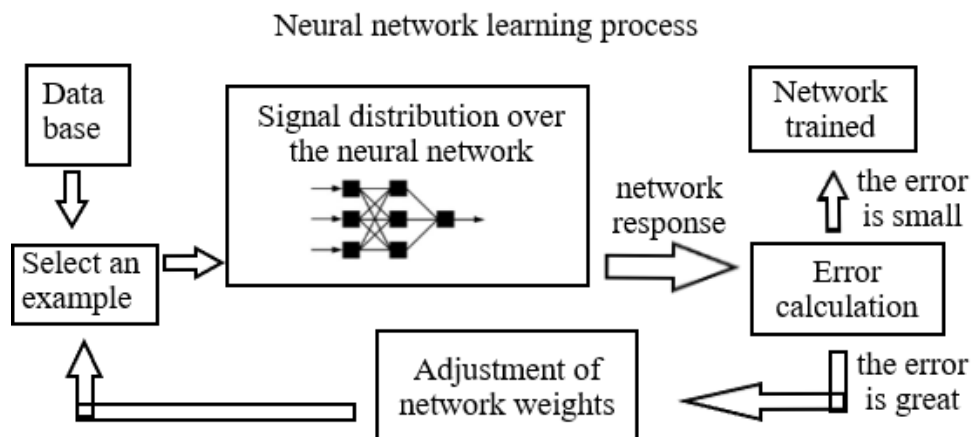 Neural network learning process
Data
base
Signal distribution over
the neural network
Network
trained
network
response
the error
is small
Select an
example
Error
calculation
Adjustment of
network weights
the error
is great